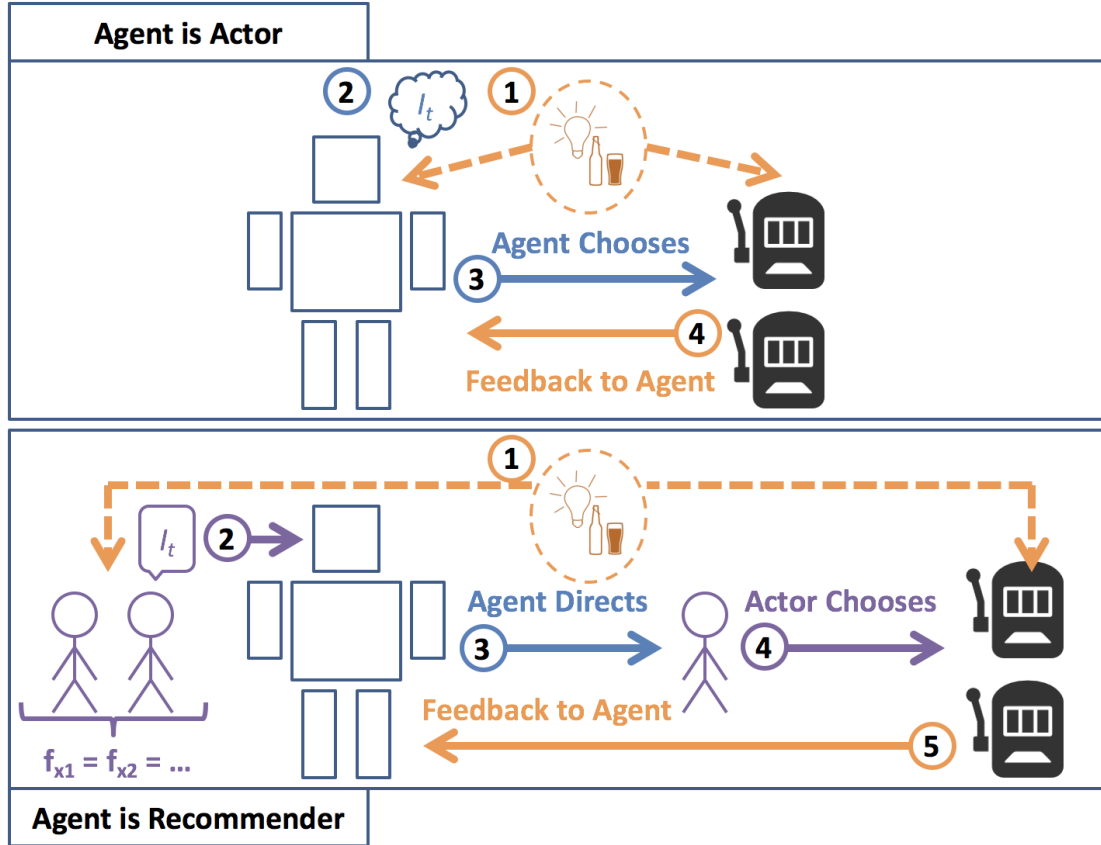 Agent is Actor
2
I_t
1
Agent Chooses
3
4
Feedback to Agent
1
I_t
2
Agent Directs
Actor Chooses
3
4
Feedback to Agent
5
f_x1 = f_x2 = ...
Agent is Recommender